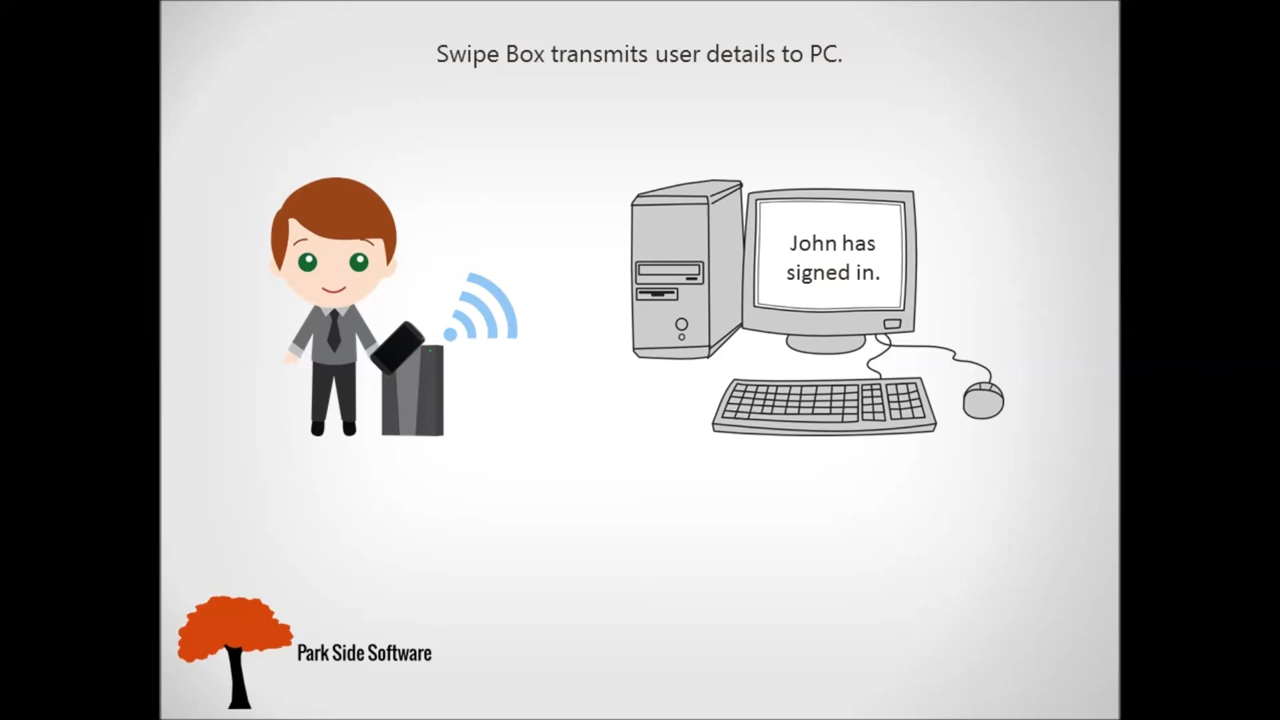 Swipe Box transmits user details to PC.
John has
signed in.
Park Side Software